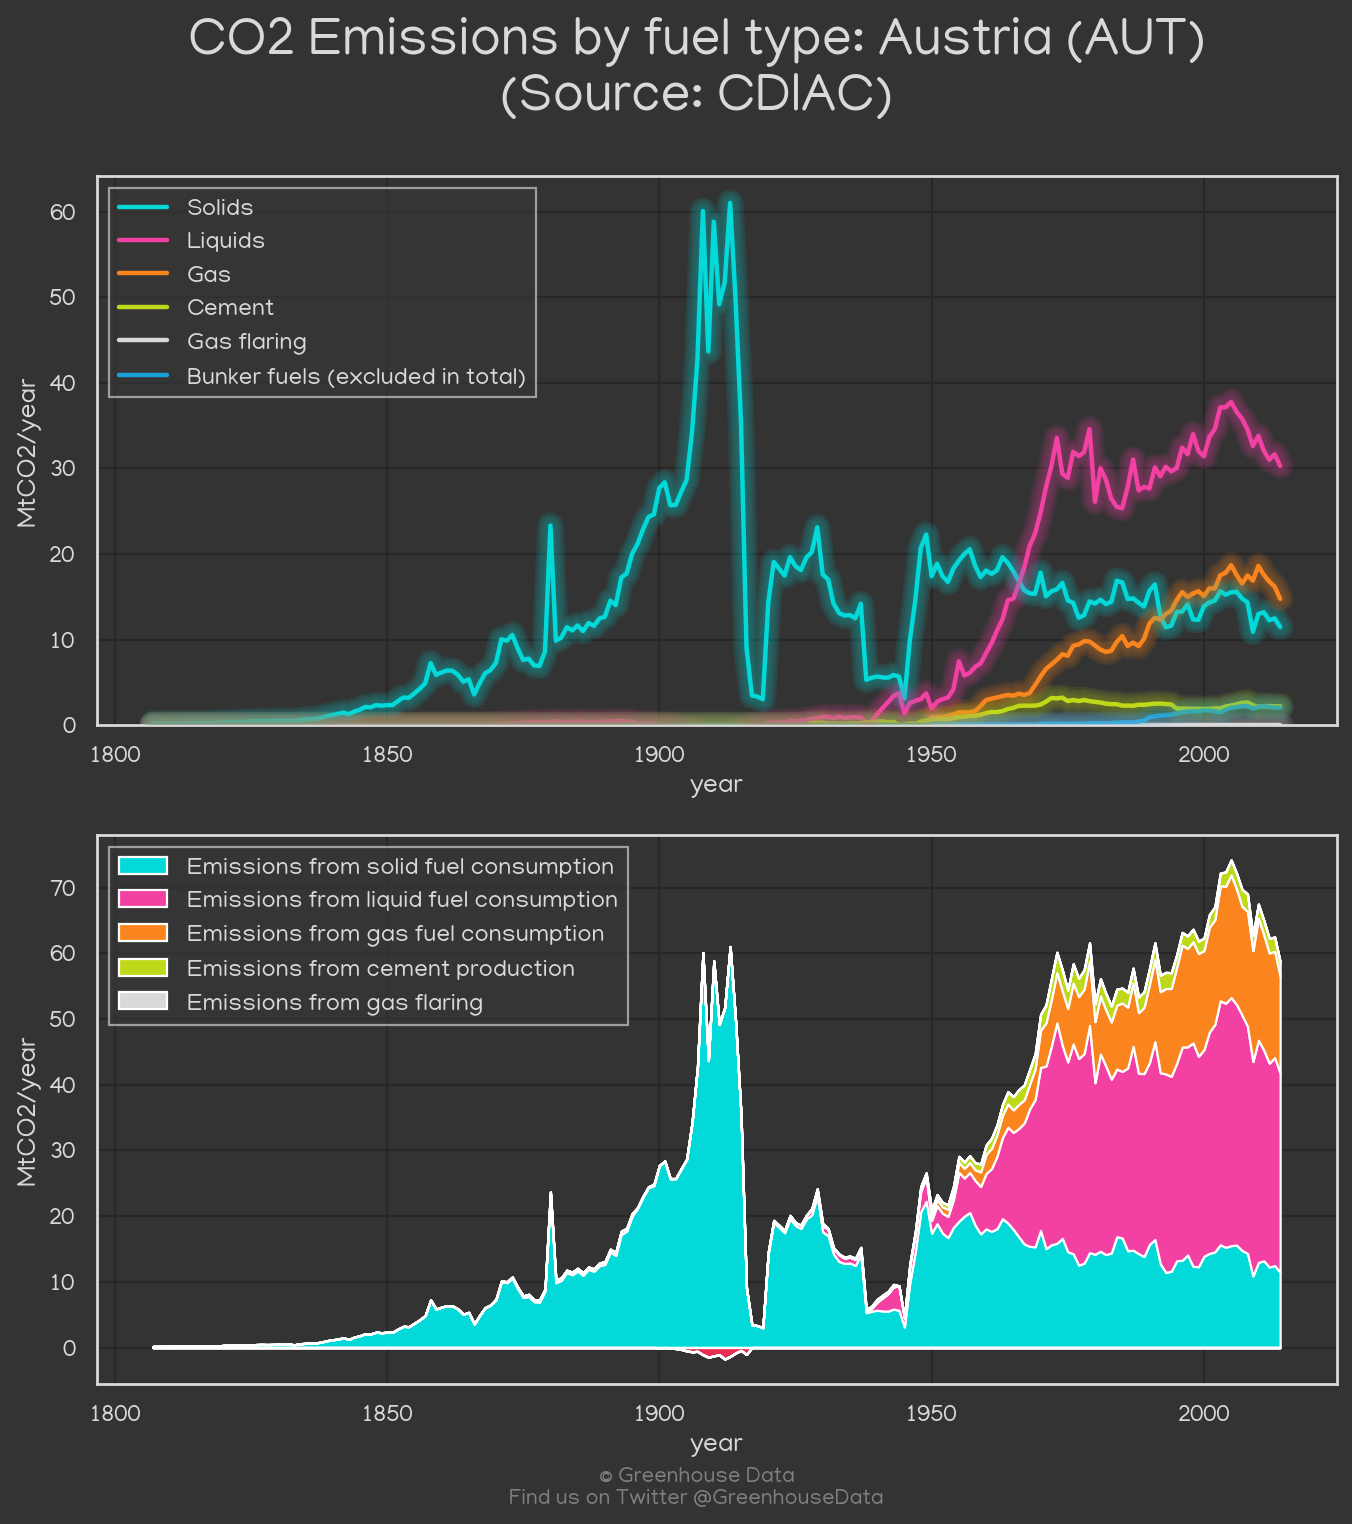 CO2 Emissions by fuel type: Austria (AUT)
(Source: CDIAC)
Solids
Liquids
Gas
Cement
Gas flaring
Bunker fuels (excluded in total)
60
50
40
30
20
10
0
MtCO2/year
1800 1850 1900 1950 2000
year
Emissions from solid fuel consumption
Emissions from liquid fuel consumption
Emissions from gas fuel consumption
Emissions from cement production
Emissions from gas flaring
70
60
50
40
30
20
10
0
MtCO2/year
1800 1850 1900 1950 2000
year
© Greenhouse Data
Find us on Twitter @GreenhouseData